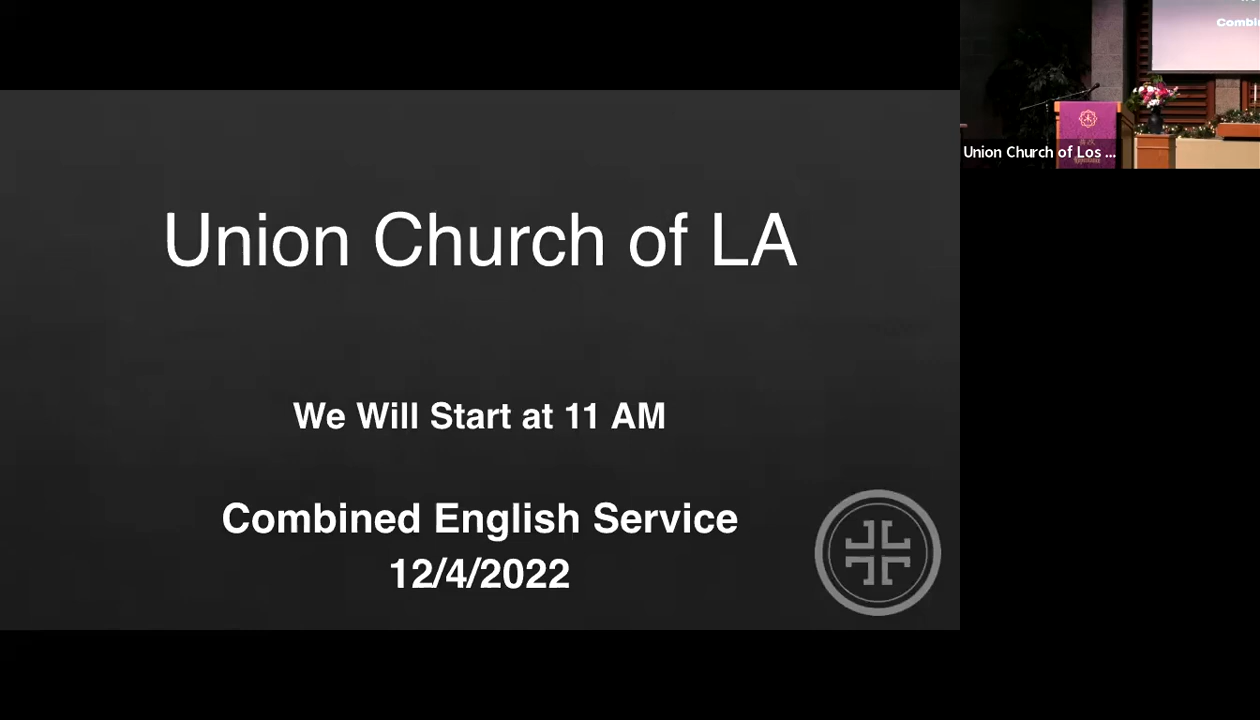 Union Church of LA
We Will Start at 11 AM
Combined English Service
12/4/2022
Combi
Union Church of Los ...